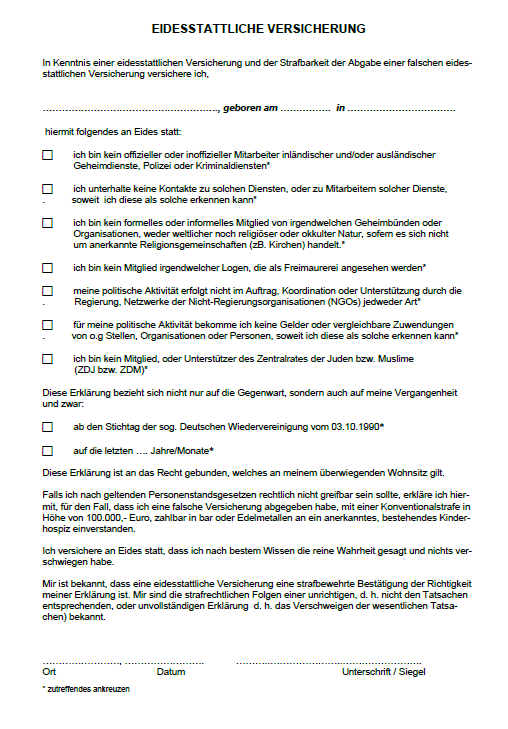 EIDESSTATTLICHE VERSICHERUNG
In Kenntnis einer eidesstattlichen Versicherung und der Strafbarkeit der Abgabe einer falschen eides-
stattlichen Versicherung versichere ich,
……………………………………………….., geboren am ……………. in …………………………….
hiermit folgendes an Eides statt:
ich bin kein offizieller oder inoffizieller Mitarbeiter inländischer und/oder ausländischer
Geheimdienste, Polizei oder Kriminaldiensten*
ich unterhalte keine Kontakte zu solchen Diensten, oder zu Mitarbeitern solcher Dienste,
. soweit ich diese als solche erkennen kann*
ich bin kein formelles oder informelles Mitglied von irgendwelchen Geheimbünden oder
Organisationen, weder weltlicher noch religiöser oder okkulter Natur, sofern es sich nicht
um anerkannte Religionsgemeinschaften (zB. Kirchen) handelt.*
ich bin kein Mitglied irgendwelcher Logen, die als Freimaurerei angesehen werden*
meine politische Aktivität erfolgt nicht im Auftrag, Koordination oder Unterstützung durch die
. Regierung, Netzwerke der Nicht-Regierungsorganisationen (NGOs) jedweder Art*
für meine politische Aktivität bekomme ich keine Gelder oder vergleichbare Zuwendungen
. von o.g Stellen, Organisationen oder Personen, soweit ich diese als solche erkennen kann*
ich bin kein Mitglied, oder Unterstützer des Zentralrates der Juden bzw. Muslime
(ZDJ bzw. ZDM)*
Diese Erklärung bezieht sich nicht nur auf die Gegenwart, sondern auch auf meine Vergangenheit
und zwar:
ab den Stichtag der sog. Deutschen Wiedervereinigung vom 03.10.1990*
auf die letzten …. Jahre/Monate*
Diese Erklärung ist an das Recht gebunden, welches an meinem überwiegenden Wohnsitz gilt.
Falls ich nach geltenden Personenstandsgesetzen rechtlich nicht greifbar sein sollte, erkläre ich hier-
mit, für den Fall, dass ich eine falsche Versicherung abgegeben habe, mit einer Konventionalstrafe in
Höhe von 100.000,- Euro, zahlbar in bar oder Edelmetallen an ein anerkanntes, bestehendes Kinder-
hospiz einverstanden.
Ich versichere an Eides statt, dass ich nach bestem Wissen die reine Wahrheit gesagt und nichts ver-
schwiegen habe.
Mir ist bekannt, dass eine eidesstattliche Versicherung eine strafbewehrte Bestätigung der Richtigkeit
meiner Erklärung ist. Mir sind die strafrechtlichen Folgen einer unrichtigen, d. h. nicht den Tatsachen
entsprechenden, oder unvollständigen Erklärung d. h. das Verschweigen der wesentlichen Tatsa-
chen) bekannt.
……………………, ……………………. ………………………………………………….
Ort Datum Unterschrift / Siegel
* zutreffendes ankreuzen